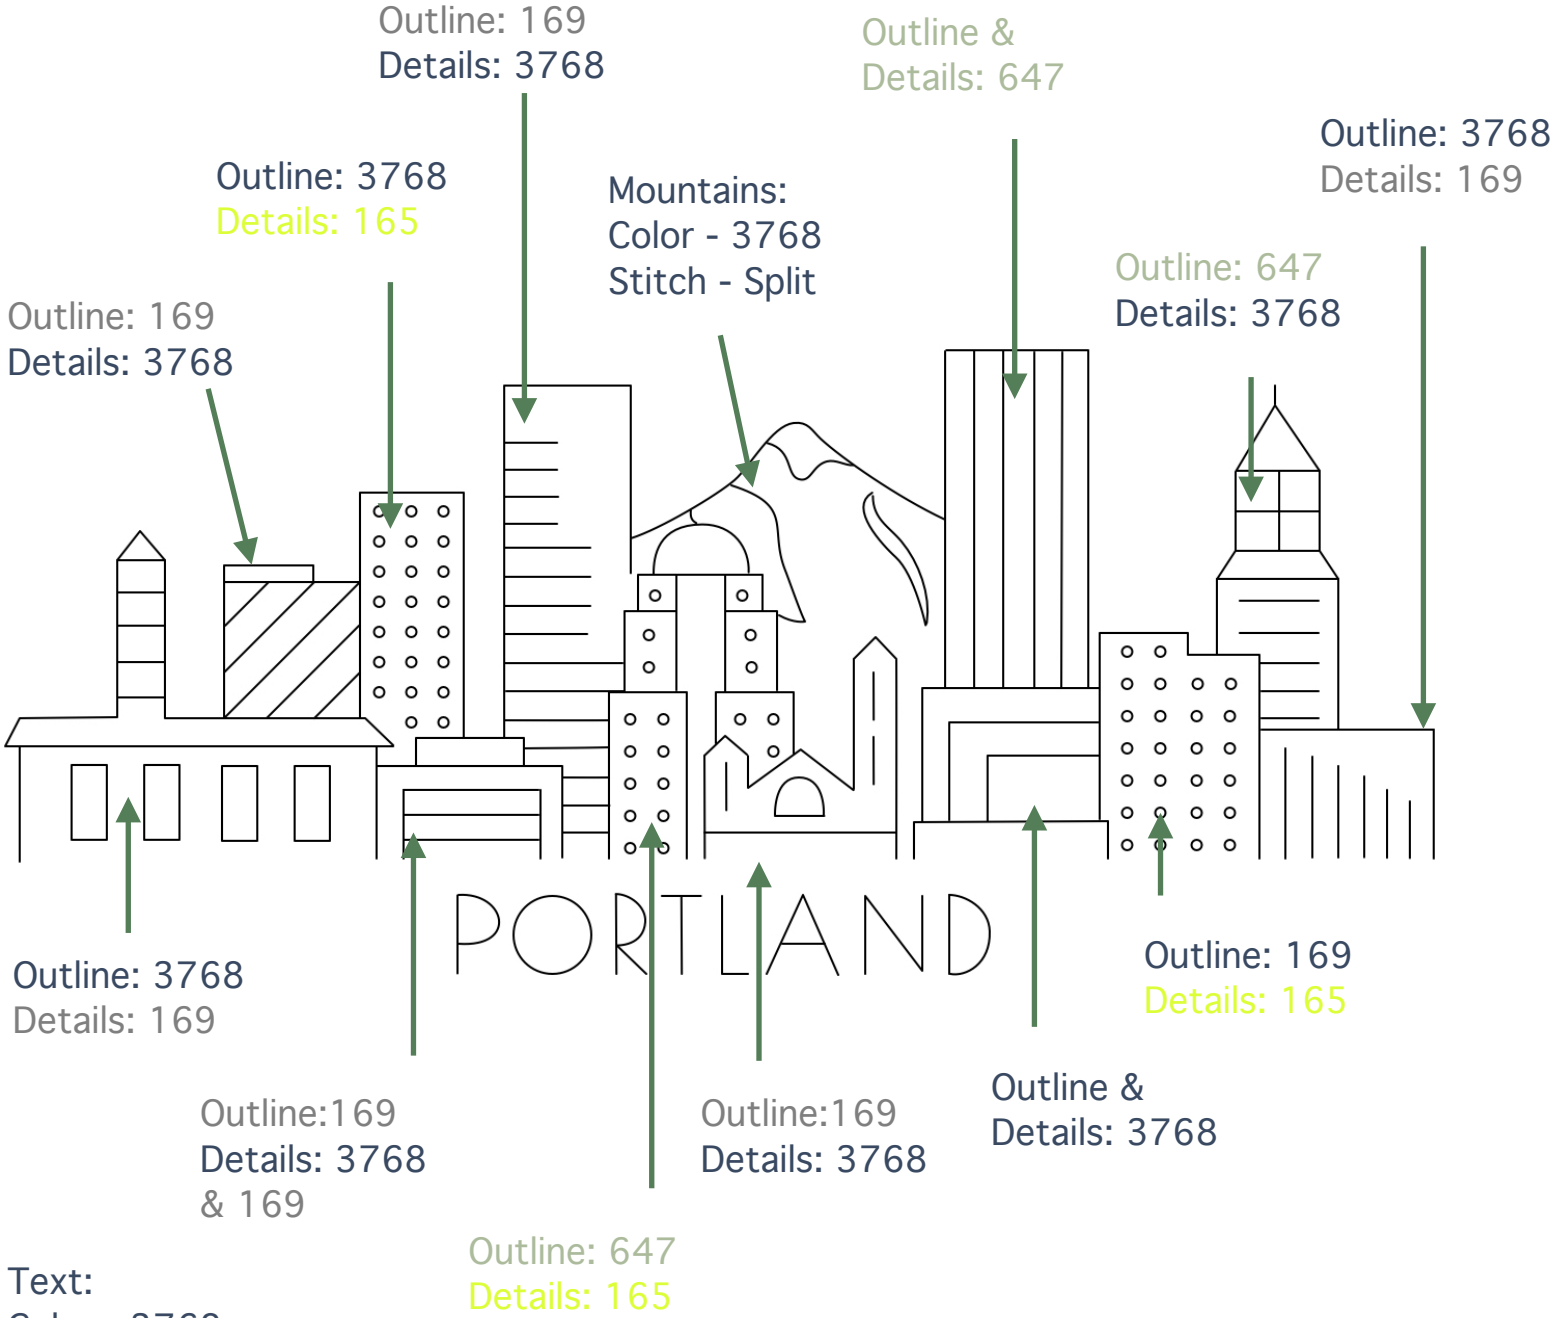 Outline: 169
Details: 3768
Outline &
Details: 647
Outline: 3768
Details: 169
Outline: 3768
Details: 165
Mountains:
Color - 3768
Stitch - Split
Outline: 647
Details: 3768
Outline: 169
Details: 3768
PORTLAND
Outline: 3768
Details: 169
Outline: 169
Details: 165
Outline:169
Details: 3768
& 169
Outline:169
Details: 3768
Outline &
Details: 3768
Outline: 647
Details: 165
Text: